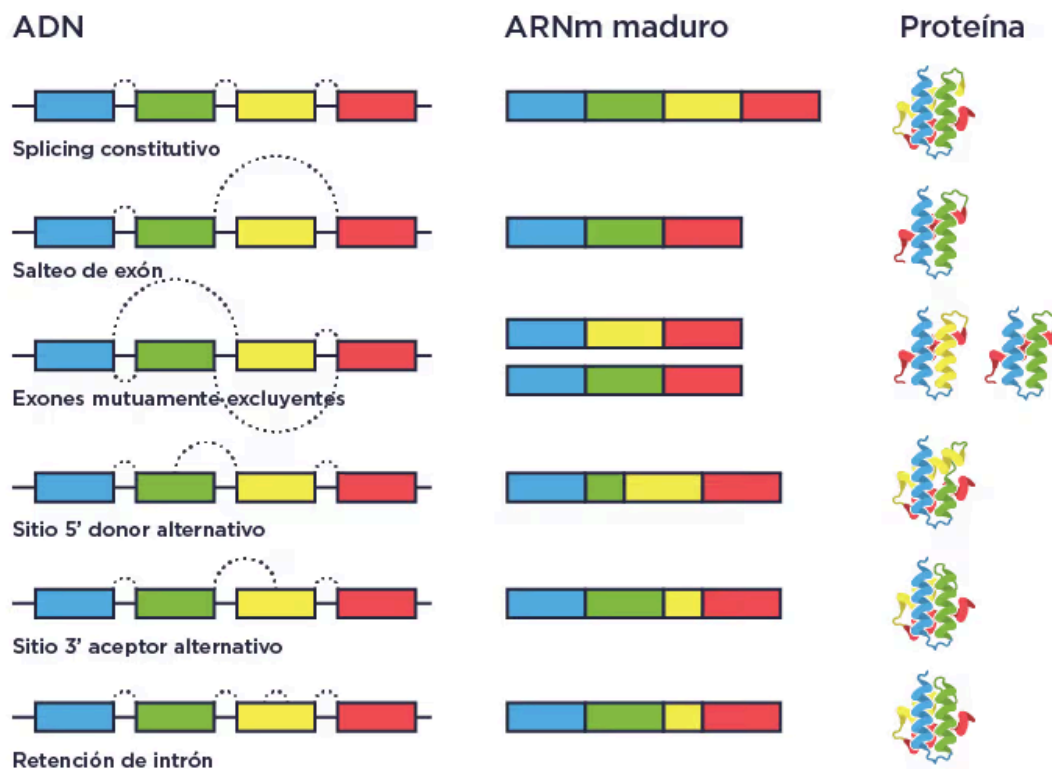 ADN ARNm maduro Proteína
Splicing constitutivo
Salteo de exón
Exones mutuamente excluyentes
Sitio 5' donor alternativo
Sitio 3' aceptor alternativo
Retención de intrón